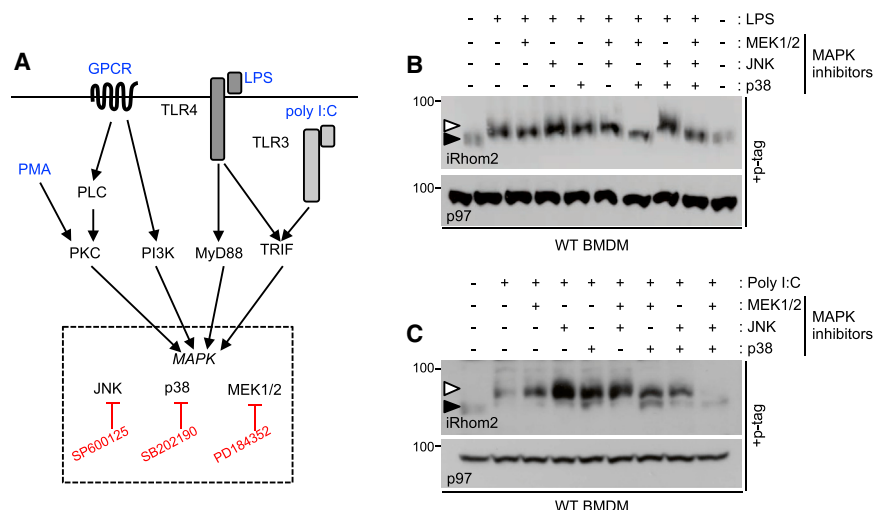 A
GPCR
LPS
TLR4
poly I:C
TLR3
PMA
PLC
PKC
PI3K
MyD88
TRIF
MAPK
JNK
p38
MEK1/2
SP600125
SB202190
PD184352
B
- + + + + + + + + + - : LPS
- - + - - + + - + - : MEK1/2
- - - + - + - + + - : JNK
- - - - + - + + + - : p38
MAPK
inhibitors
100
iRhom2
100
p97
+p-tag
WT BMDM
C
- + + + + + + + + : Poly I:C
- - + - - + + - + : MEK1/2
- - - + - + - + + : JNK
- - - - + - + + + : p38
MAPK
inhibitors
100
iRhom2
100
p97
+p-tag
WT BMDM